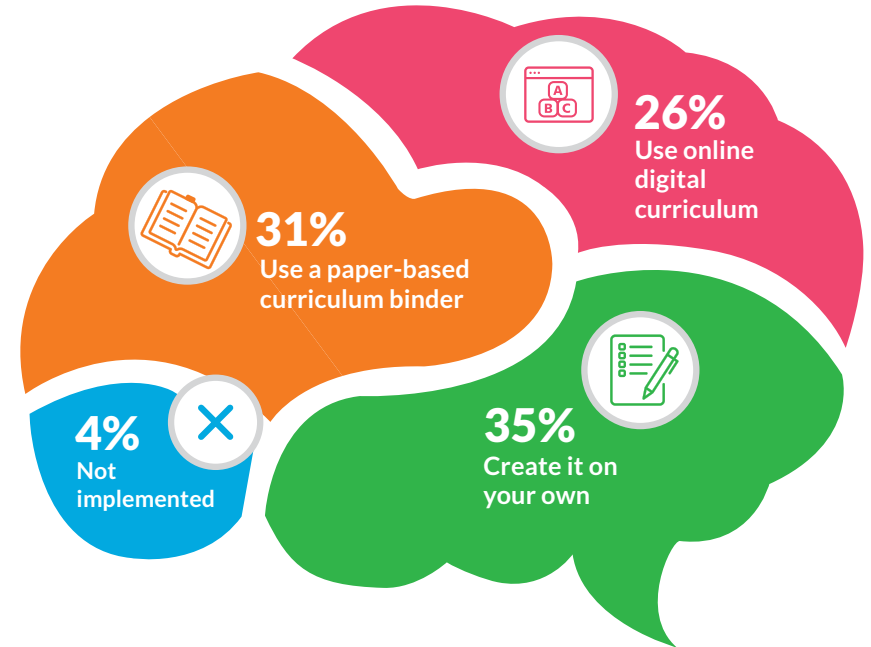 A
B C
26%
Use online
digital
curriculum
31%
Use a paper-based
curriculum binder
4%
Not
implemented
35%
Create it on
your own